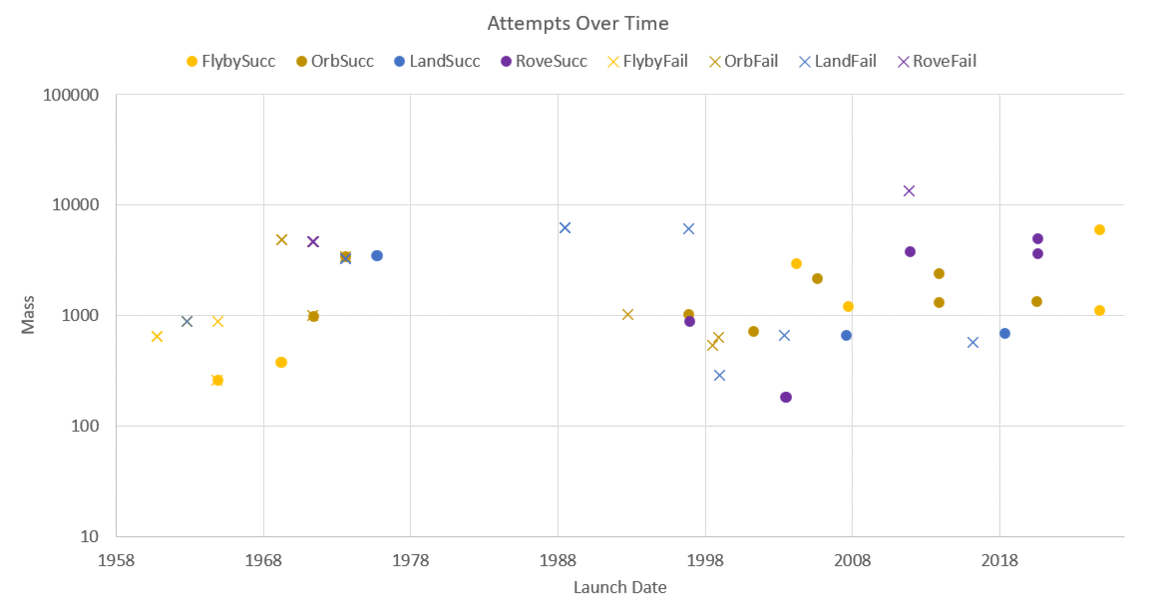 Attempts Over Time
FlybySucc OrbSucc LandSucc RoveSucc FlybyFail OrbFail LandFail RoveFail
100000
10000
1000
100
10
Mass
1958 1968 1978 1988 1998 2008 2018
Launch Date